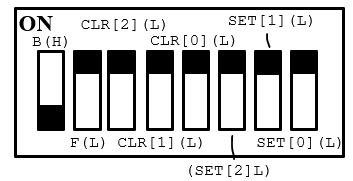 ON
CLR[2](L)
SET[1](L)
B(H)
CLR[0](L)
F(L)
CLR[1](L)
SET[0](L)
(SET[2]L)